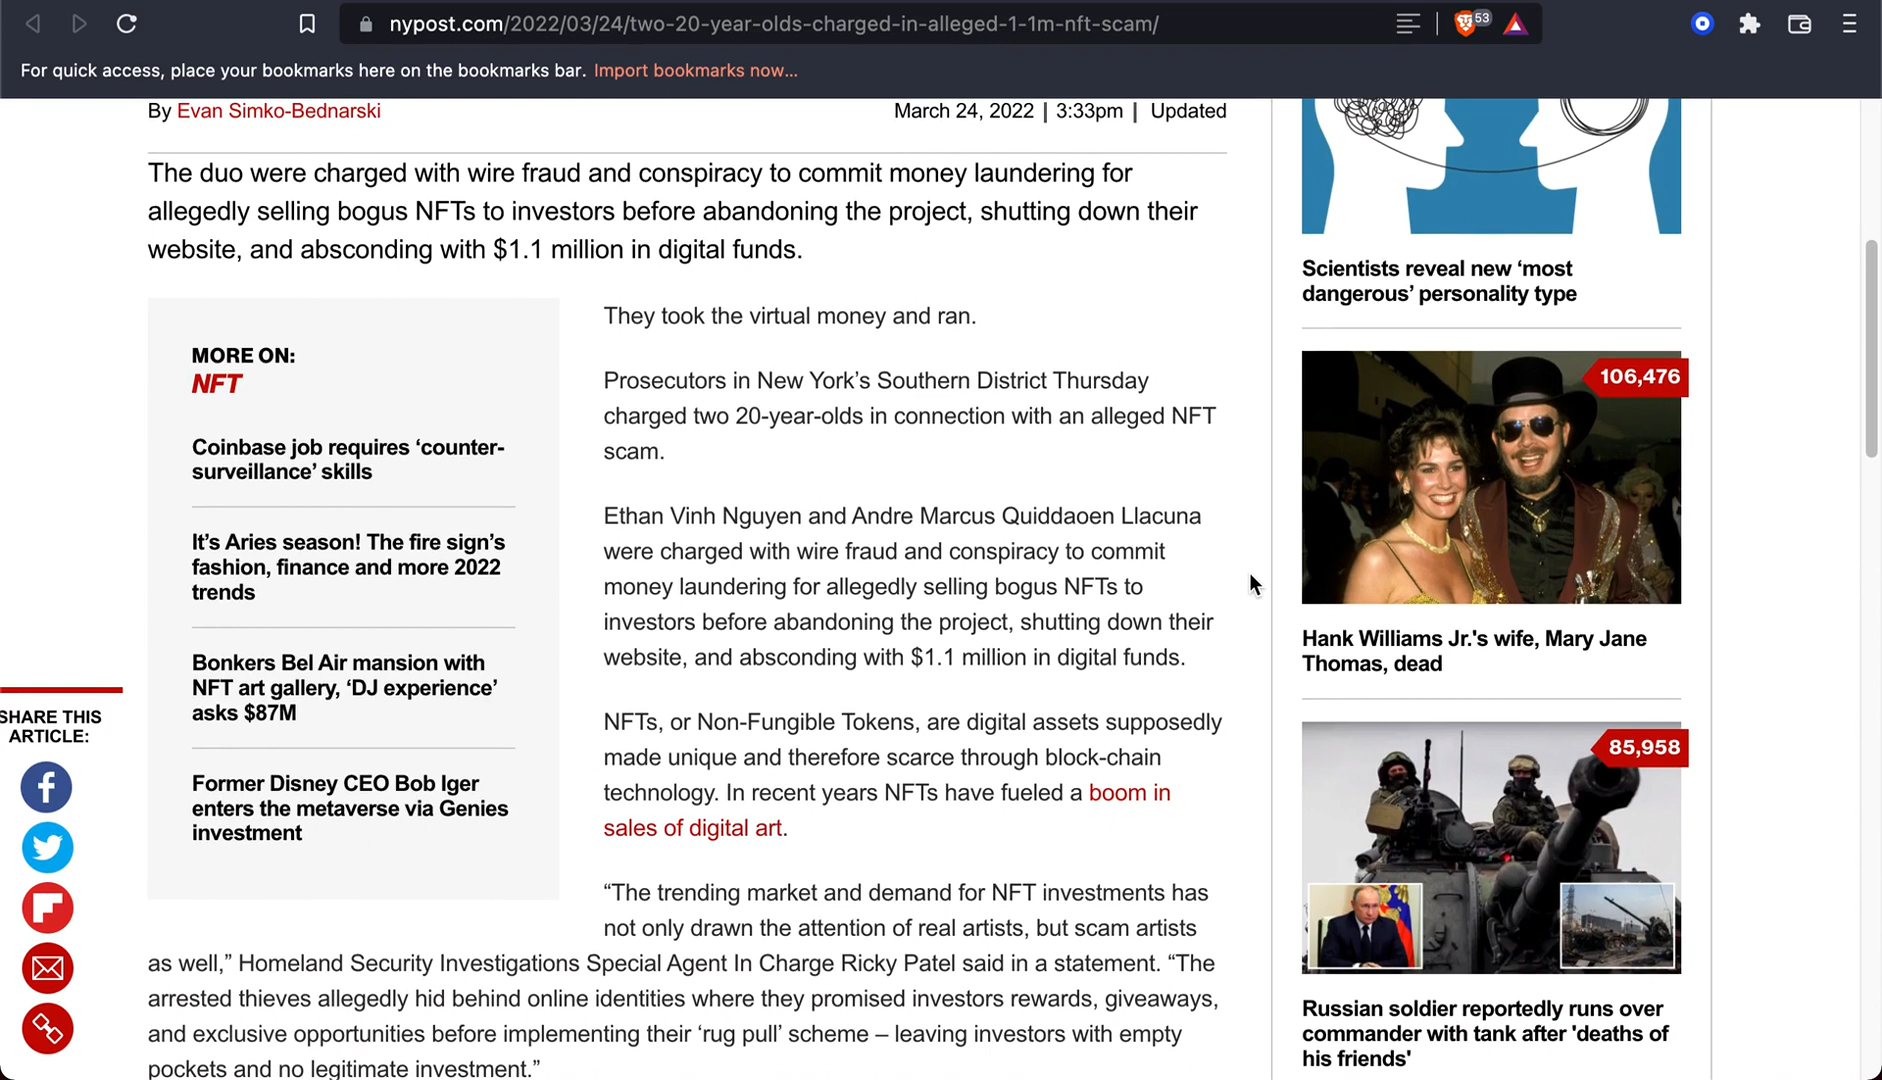 nypost.com/2022/03/24/two-20-year-olds-charged-in-alleged-1-1m-nft-scam/
53
For quick access, place your bookmarks here on the bookmarks bar. Import bookmarks now...
By Evan Simko-Bednarski
March 24, 2022 | 3:33pm | Updated
The duo were charged with wire fraud and conspiracy to commit money laundering for
allegedly selling bogus NFTs to investors before abandoning the project, shutting down their
website, and absconding with $1.1 million in digital funds.
MORE ON:
NFT
Coinbase job requires ‘counter-
surveillance’ skills
It’s Aries season! The fire sign’s
fashion, finance and more 2022
trends
Bonkers Bel Air mansion with
NFT art gallery, ‘DJ experience’
asks $87M
Former Disney CEO Bob Iger
enters the metaverse via Genies
investment
SHARE THIS
ARTICLE:
They took the virtual money and ran.
Prosecutors in New York’s Southern District Thursday
charged two 20-year-olds in connection with an alleged NFT
scam.
Ethan Vinh Nguyen and Andre Marcus Quiddaoen Llacuna
were charged with wire fraud and conspiracy to commit
money laundering for allegedly selling bogus NFTs to
investors before abandoning the project, shutting down their
website, and absconding with $1.1 million in digital funds.
NFTs, or Non-Fungible Tokens, are digital assets supposedly
made unique and therefore scarce through block-chain
technology. In recent years NFTs have fueled a boom in
sales of digital art.
“The trending market and demand for NFT investments has
not only drawn the attention of real artists, but scam artists
as well,” Homeland Security Investigations Special Agent In Charge Ricky Patel said in a statement. “The
arrested thieves allegedly hid behind online identities where they promised investors rewards, giveaways,
and exclusive opportunities before implementing their ‘rug pull’ scheme – leaving investors with empty
pockets and no legitimate investment.”
Scientists reveal new ‘most
dangerous’ personality type
106,476
Hank Williams Jr.'s wife, Mary Jane
Thomas, dead
85,958
Russian soldier reportedly runs over
commander with tank after 'deaths of
his friends'